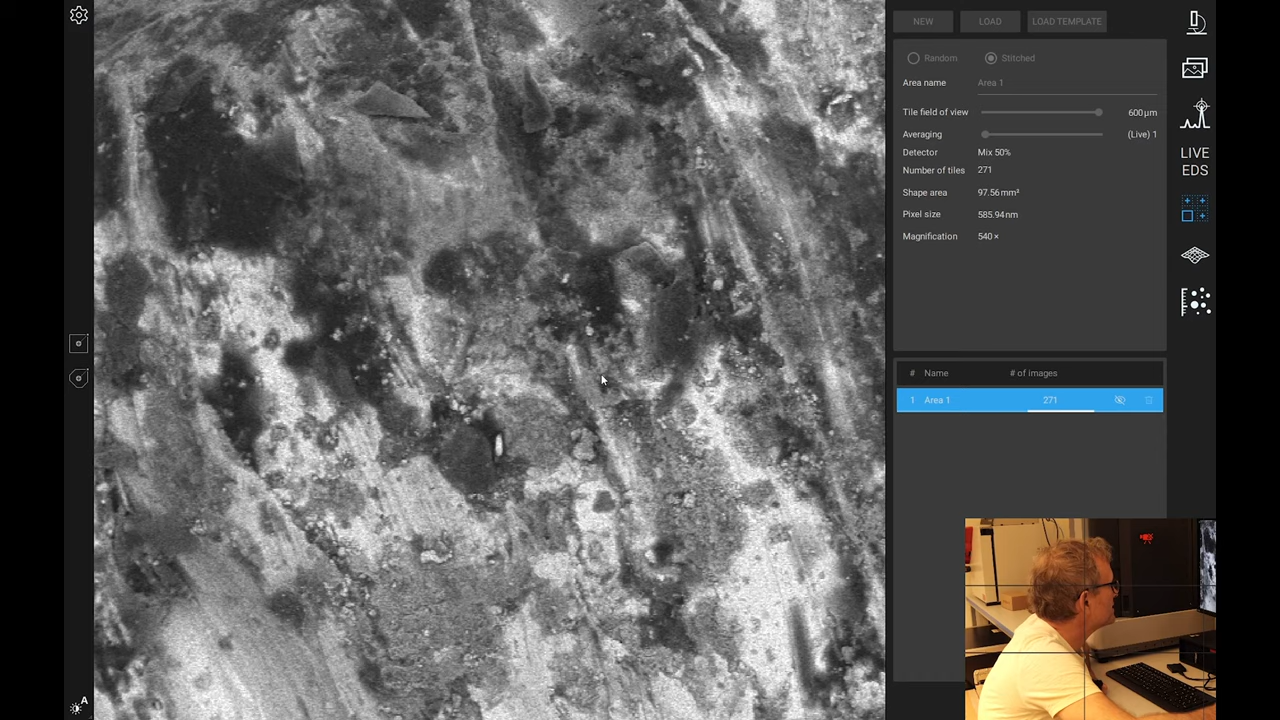 NEW LOAD LOAD TEMPLATE
Random Stitched
Area name Area 1
Tile field of view 600 µm
Averaging (Live) 1
Detector Mix 50%
Number of tiles 271
Shape area 97.56 mm²
Pixel size 585.94 nm
Magnification 540 ×
# Name # of images
1 Area 1 271
LIVE
EDS
A